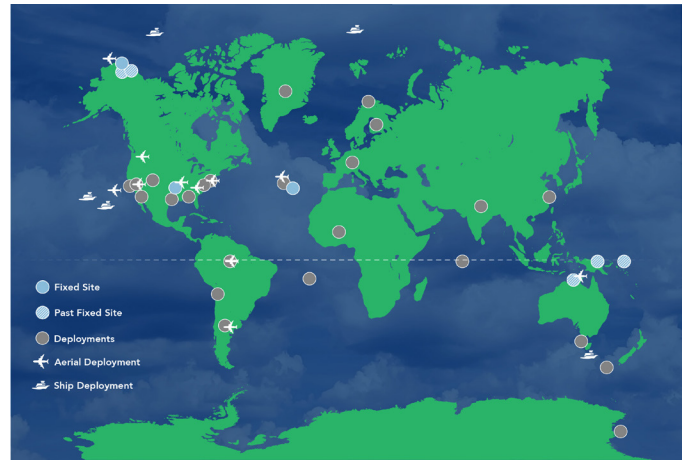 Fixed Site
Past Fixed Site
Deployments
Aerial Deployment
Ship Deployment